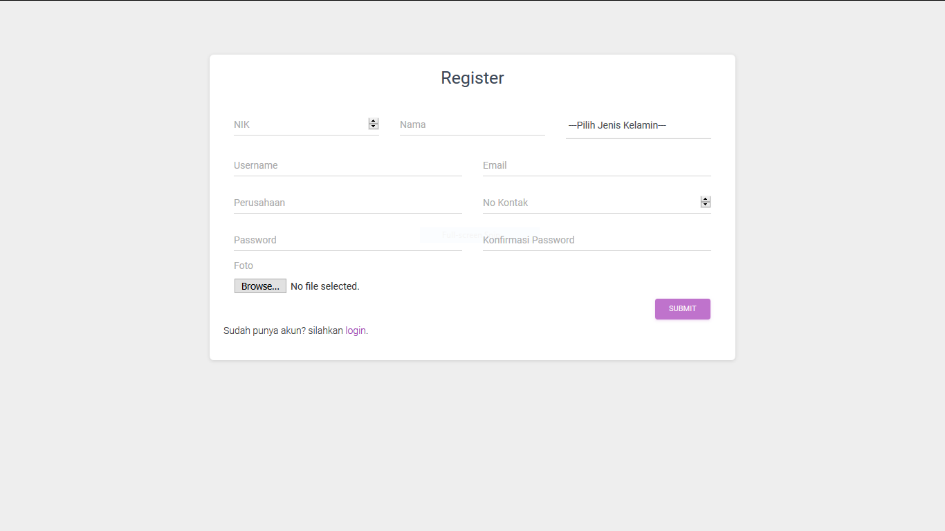 Register
NIK
Nama
---Pilih Jenis Kelamin---
Username
Email
Perusahaan
No Kontak
Password
Konfirmasi Password
Foto
Browse... No file selected.
SUBMIT
Sudah punya akun? silahkan login.